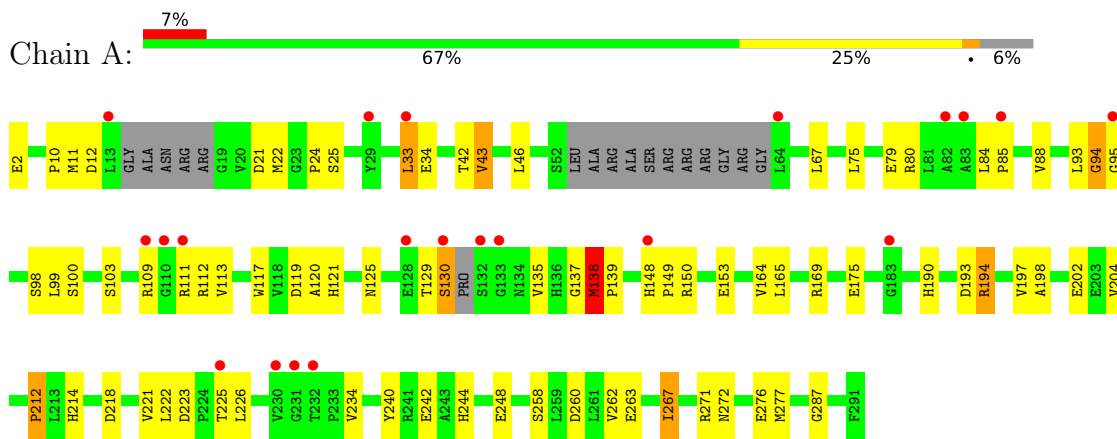 7%
Chain A:
67% 25% • 6%
E2 P10 M11 D12 L13 GLY ALA ASN ARG ARG G19 V20 D21 M22 G23 P24 S25 Y29 L33 E34 T42 V43 L46 S52 LEU ALA ARG ALA SER ARG ARG ARG GLY ARG GLY L64 L67 L75 E79 R80 L81 A82 A83 L84 P85 V88 L93 G94 G95
S98 L99 S100 S103 R109 G110 R111 R112 V113 W117 V118 D119 A120 H121 N125 E128 T129 S130 PRO S132 G133 N134 V135 H136 G137 M138 P139 H148 P149 R150 E153 V164 L165 R169 E175 G183 H190 D193 R194 V197 A198 E202 E203 V204
P212 L213 H214 D218 V221 L222 D223 P224 T225 L226 V230 G231 T232 P233 V234 Y240 R241 E242 A243 H244 E248 S258 L259 D260 L261 V262 E263 I267 R271 N272 E276 M277 G287 F291